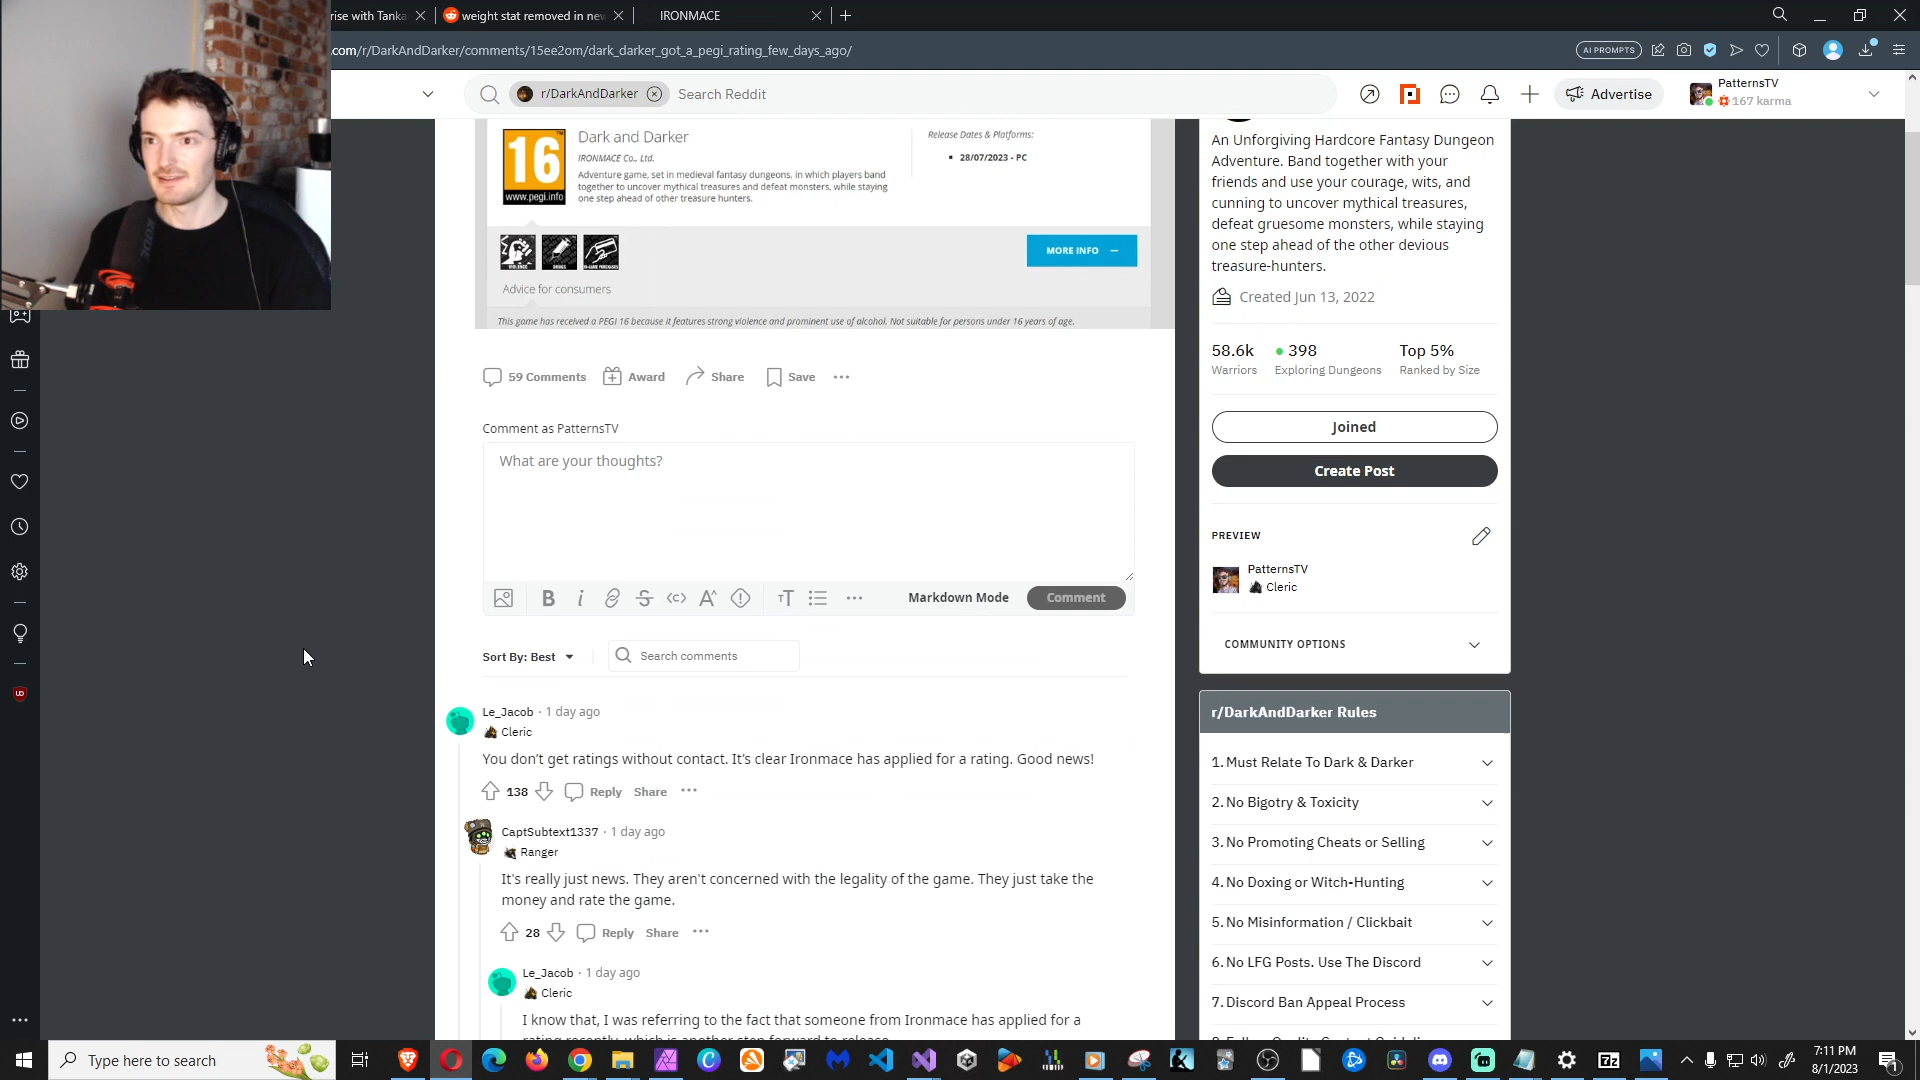 rise with Tanka
weight stat removed in nev
IRONMACE
.com/r/DarkAndDarker/comments/15ee2om/dark_darker_got_a_pegi_rating_few_days_ago/
AI PROMPTS
r/DarkAndDarker
Search Reddit
Advertise
PatternsTV
167 karma
16
www.pegi.info
Dark and Darker
IRONMACE Co., Ltd.
Adventure game, set in medieval fantasy dungeons, in which players band
together to uncover mythical treasures and defeat monsters, while staying
one step ahead of other treasure hunters.
Release Dates & Platforms:
28/07/2023 - PC
VIOLENCE
DRUGS
IN-GAME PURCHASES
MORE INFO
Advice for consumers
This game has received a PEGI 16 because it features strong violence and prominent use of alcohol. Not suitable for persons under 16 years of age.
59 Comments
Award
Share
Save
Comment as PatternsTV
What are your thoughts?
Markdown Mode
Comment
Sort By: Best
Search comments
Le_Jacob · 1 day ago
Cleric
You don't get ratings without contact. It's clear Ironmace has applied for a rating. Good news!
138
Reply
Share
CaptSubtext1337 · 1 day ago
Ranger
It's really just news. They aren't concerned with the legality of the game. They just take the
money and rate the game.
28
Reply
Share
Le_Jacob · 1 day ago
Cleric
I know that, I was referring to the fact that someone from Ironmace has applied for a
An Unforgiving Hardcore Fantasy Dungeon
Adventure. Band together with your
friends and use your courage, wits, and
cunning to uncover mythical treasures,
defeat gruesome monsters, while staying
one step ahead of the other devious
treasure-hunters.
Created Jun 13, 2022
58.6k
Warriors
398
Exploring Dungeons
Top 5%
Ranked by Size
Joined
Create Post
PREVIEW
PatternsTV
Cleric
COMMUNITY OPTIONS
r/DarkAndDarker Rules
1. Must Relate To Dark & Darker
2. No Bigotry & Toxicity
3. No Promoting Cheats or Selling
4. No Doxing or Witch-Hunting
5. No Misinformation / Clickbait
6. No LFG Posts. Use The Discord
7. Discord Ban Appeal Process
Type here to search
7:11 PM
8/1/2023